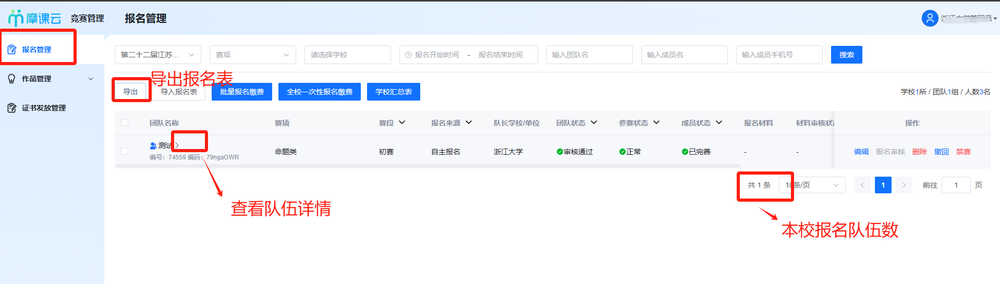 摩课云 竞赛管理 报名管理
报名管理
作品管理
证书发放管理
第二十二届江苏... 赛项 请选择学校 报名开始时间 - 报名结束时间 输入团队名 输入成员名 输入成员手机号 搜索
导出报名表
导出 导入报名表 批量报名缴费 全校一次性报名缴费 学校汇总表 学校1所 / 团队1组 / 人数3名
团队名称 赛项 赛段 报名来源 队长学校/单位 团队状态 参赛状态 成员状态 报名材料 材料审核状 操作
测试 命题类 初赛 自主报名 浙江大学 审核通过 正常 已完善 - - 编辑 报名审核 删除 撤回 禁赛
编号：74559 编码：79ngaGWR
共 1 条 10条/页 1 前往 1 页
查看队伍详情
本校报名队伍数